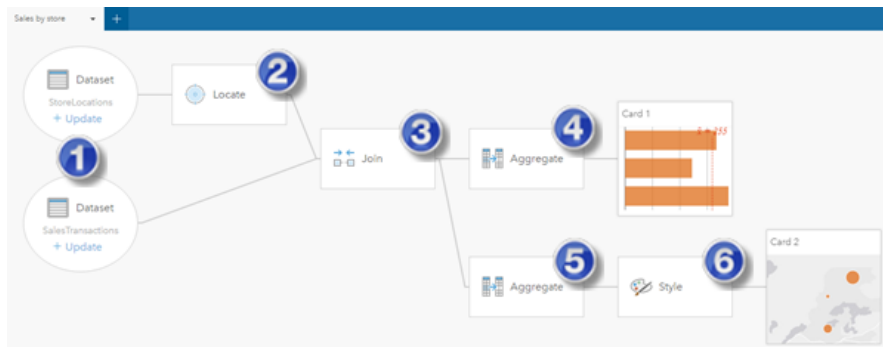 Sales by store
+
Dataset
StoreLocations
+ Update
1
Dataset
SalesTransactions
+ Update
Locate
2
Join
3
Aggregate
4
Card 1
Aggregate
5
Style
6
Card 2